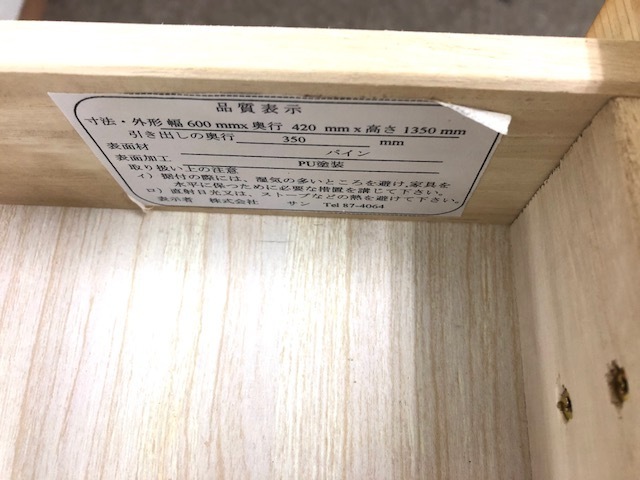 品質表示
寸法・外形 幅 600 mmx 奥行 420 mm x 高さ 1350 mm
引き出しの奥行 350 mm
表面材 パイン
表面加工 PU塗装
取り扱い上の注意
イ）据付の際には、湿気の多いところを避け,家具を
水平に保つために必要な措置を講じて下さい。
ロ）直射日光又は、ストーブなどの熱を避けて下さい。
表示者 株式会社 サン Tel 87-4064